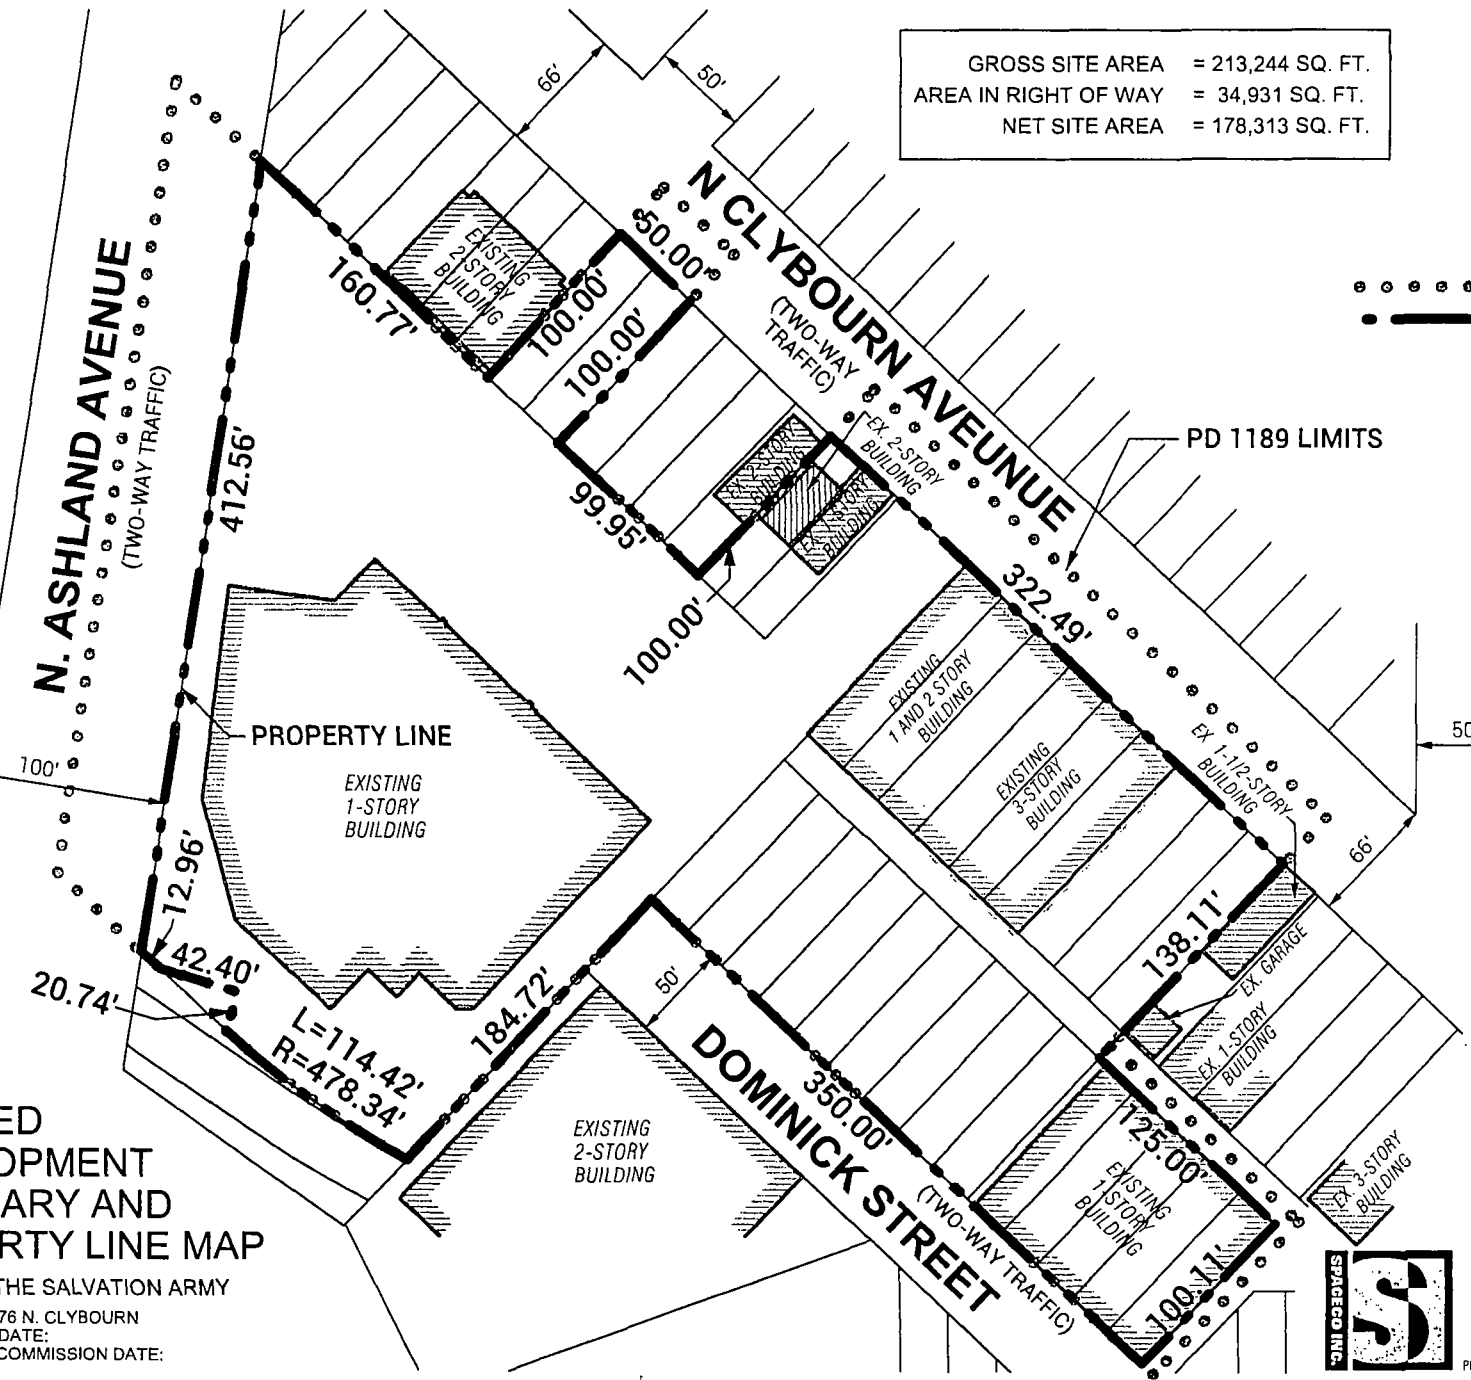 GROSS SITE AREA = 213,244 SQ. FT.
AREA IN RIGHT OF WAY = 34,931 SQ. FT.
NET SITE AREA = 178,313 SQ. FT.
66'
50'
N CLYBOURN AVEUNUE
(TWO-WAY
TRAFFIC)
50.00'
EXISTING
2-STORY
BUILDING
160.77'
100.00'
100.00'
N. ASHLAND AVENUE
(TWO-WAY TRAFFIC)
412.56'
99.95'
EX. 2-STORY
BUILDING
EX. 2-STORY
BUILDING
BUILDING
PD 1189 LIMITS
100.00'
322.49'
EXISTING
1 AND 2 STORY
BUILDING
EXISTING
3-STORY
BUILDING
EX 1-1/2-STORY
BUILDING
50
66'
PROPERTY LINE
EXISTING
1-STORY
BUILDING
100'
12.96'
42.40'
20.74'
L=114.42'
R=478.34'
184.72'
50'
138.11'
EX. GARAGE
EX. 1-STORY
BUILDING
DOMINICK STREET
(TWO-WAY TRAFFIC)
350.00'
125.00'
EXISTING
1-STORY
BUILDING
100.11'
EX. 3-STORY
BUILDING
EXISTING
2-STORY
BUILDING
ED
OPMENT
ARY AND
RTY LINE MAP
THE SALVATION ARMY
76 N. CLYBOURN
DATE:
COMMISSION DATE:
SPACECO INC.